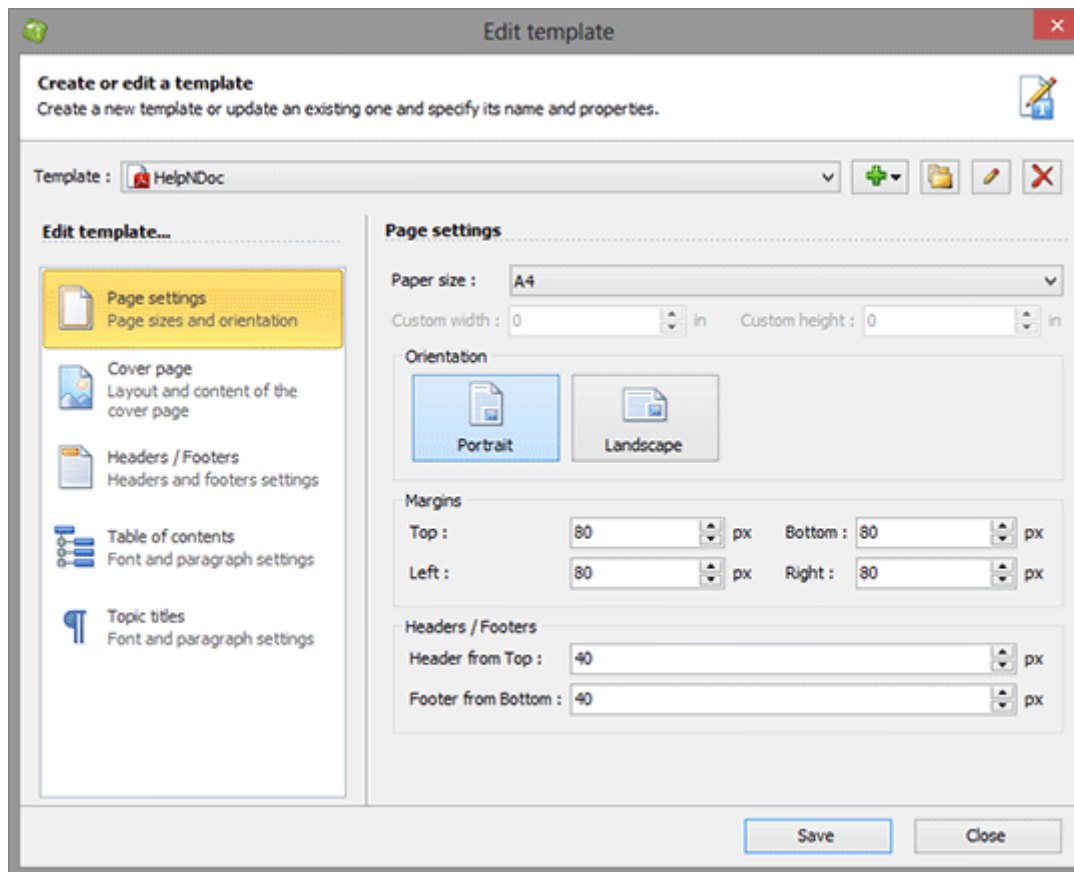 Edit template
Create or edit a template
Create a new template or update an existing one and specify its name and properties.
Template : HelpNDoc
Edit template...
Page settings
Page sizes and orientation
Cover page
Layout and content of the
cover page
Headers / Footers
Headers and footers settings
Table of contents
Font and paragraph settings
Topic titles
Font and paragraph settings
Page settings
Paper size : A4
Custom width : 0 in Custom height : 0 in
Orientation
Portrait Landscape
Margins
Top : 80 px Bottom : 80 px
Left : 80 px Right : 80 px
Headers / Footers
Header from Top : 40 px
Footer from Bottom : 40 px
Save Close